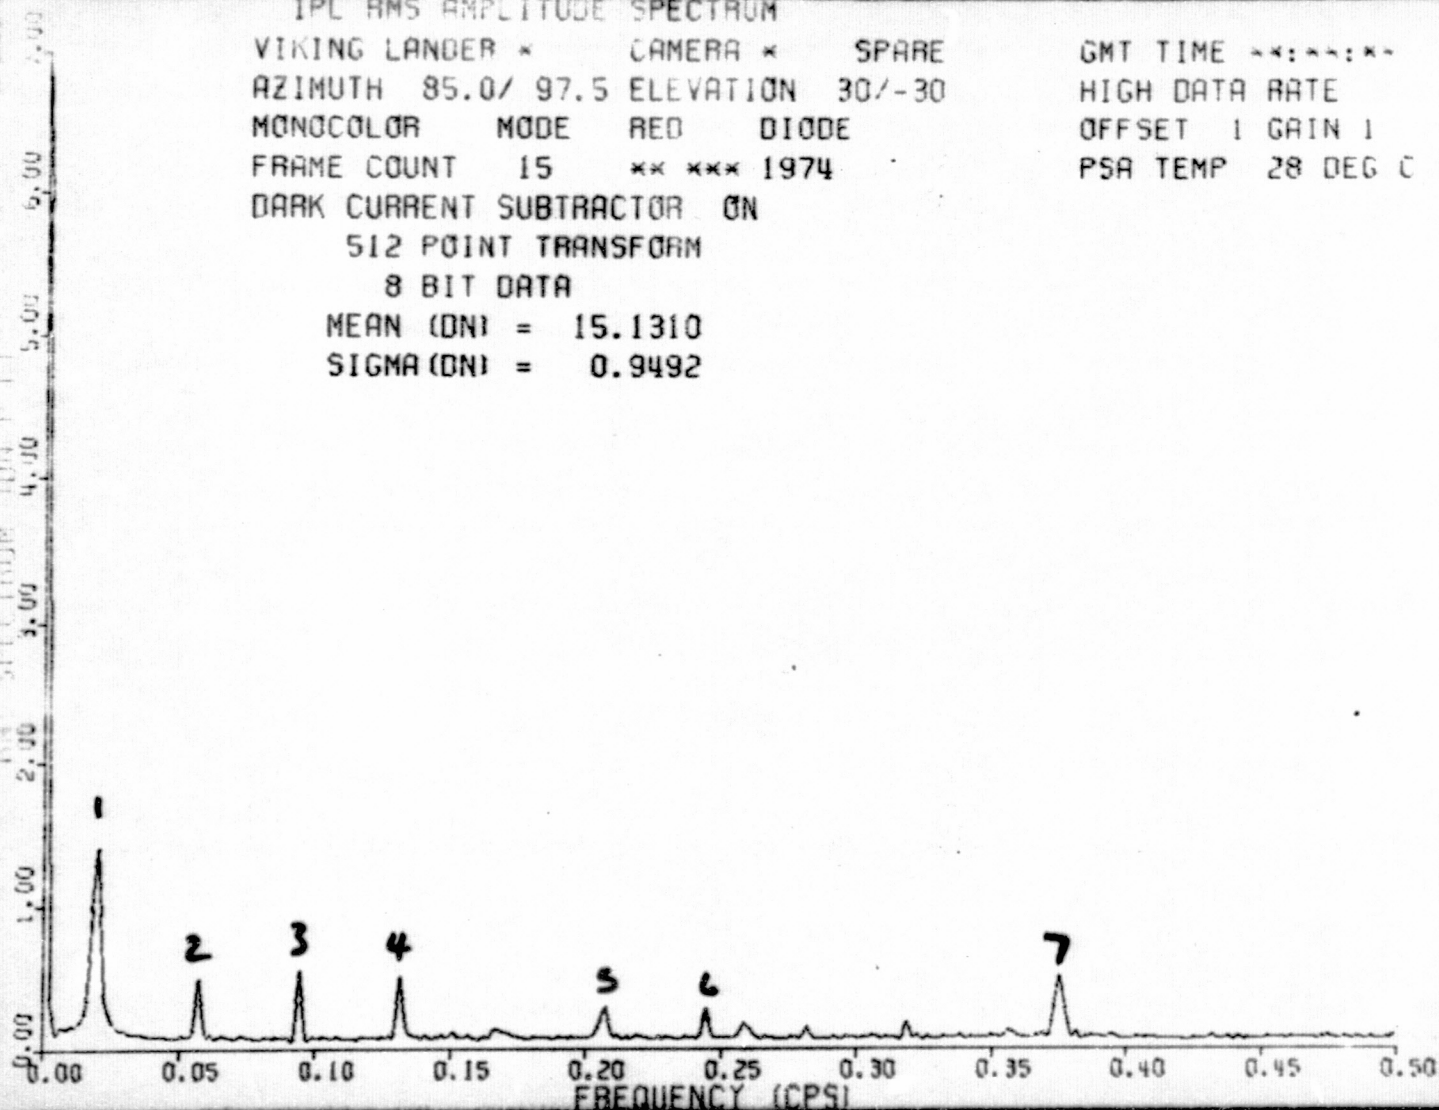 IPL RMS AMPLITUDE SPECTRUM
VIKING LANDER * CAMERA * SPARE GMT TIME **:**:**
AZIMUTH 85.0/ 97.5 ELEVATION 30/-30 HIGH DATA RATE
MONOCOLOR MODE RED DIODE OFFSET 1 GAIN 1
FRAME COUNT 15 ** *** 1974 PSA TEMP 28 DEG C
DARK CURRENT SUBTRACTOR ON
512 POINT TRANSFORM
8 BIT DATA
MEAN (DN) = 15.1310
SIGMA(DN) = 0.9492
7.00
6.00
5.00
4.00
3.00
2.00
1.00
0.00
SPECTRUM
1
2
3
4
5
6
7
0.00 0.05 0.10 0.15 0.20 0.25 0.30 0.35 0.40 0.45 0.50
FREQUENCY (CPS)